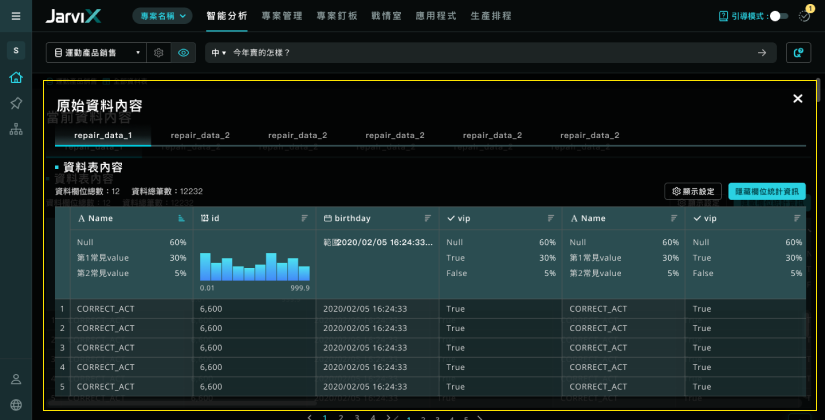 JarviX 專案名稱 智能分析 專案管理 專案釘板 戰情室 應用程式 生產排程 引導模式 : 1
S 運動產品銷售 中 今年賣的怎樣？
原始資料內容
當前資料內容
repair_data_1 repair_data_2 repair_data_2 repair_data_2 repair_data_2 repair_data_2
資料表內容
資料欄位總數：12 資料總筆數：12232 顯示設定 隱藏欄位統計資訊
A Name id birthday vip A Name vip
Null 60% 範圍2020/02/05 16:24:33... Null 60% Null 60% Null 60%
第1常見value 30% True 30% 第1常見value 30% True 30%
第2常見value 5% False 5% 第2常見value 5% False 5%
0.01 999.9
1 CORRECT_ACT 6,600 2020/02/05 16:24:33 True CORRECT_ACT True
2 CORRECT_ACT 6,600 2020/02/05 16:24:33 True CORRECT_ACT True
3 CORRECT_ACT 6,600 2020/02/05 16:24:33 True CORRECT_ACT True
4 CORRECT_ACT 6,600 2020/02/05 16:24:33 True CORRECT_ACT True
5 CORRECT_ACT 6,600 2020/02/05 16:24:33 True CORRECT_ACT True
1 2 3 4 1 2 3 4 5